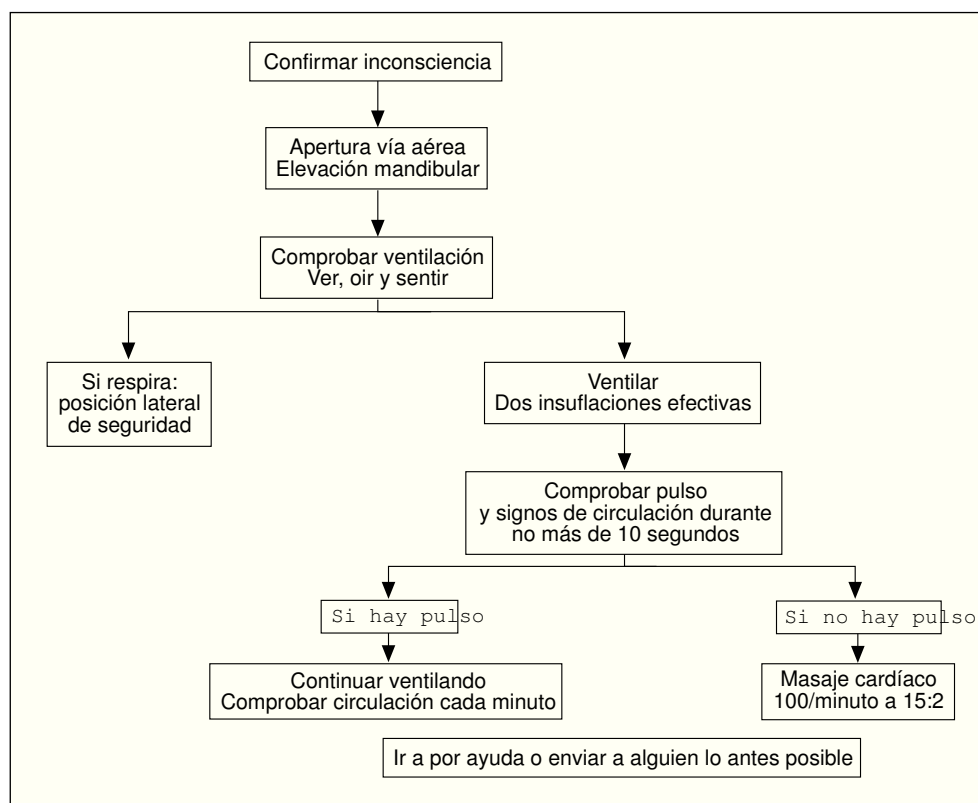 Confirmar inconsciencia
Apertura vía aérea
Elevación mandibular
Comprobar ventilación
Ver, oir y sentir
Si respira:
posición lateral
de seguridad
Ventilar
Dos insuflaciones efectivas
Comprobar pulso
y signos de circulación durante
no más de 10 segundos
Si hay pulso
Si no hay pulso
Continuar ventilando
Comprobar circulación cada minuto
Masaje cardíaco
100/minuto a 15:2
Ir a por ayuda o enviar a alguien lo antes posible